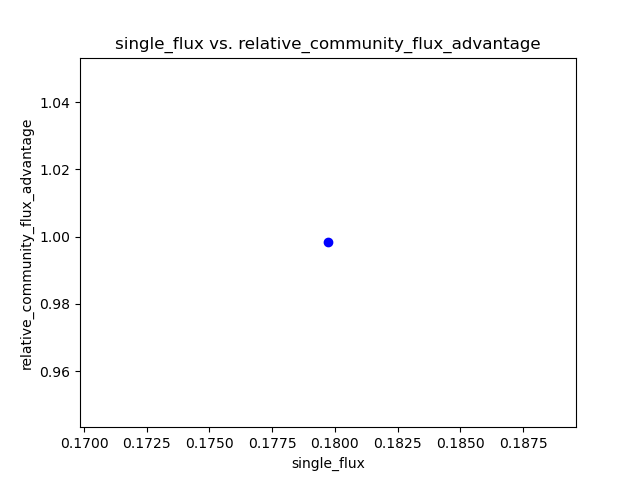 single_flux vs. relative_community_flux_advantage
relative_community_flux_advantage
1.04
1.02
1.00
0.98
0.96
0.1700 0.1725 0.1750 0.1775 0.1800 0.1825 0.1850 0.1875
single_flux